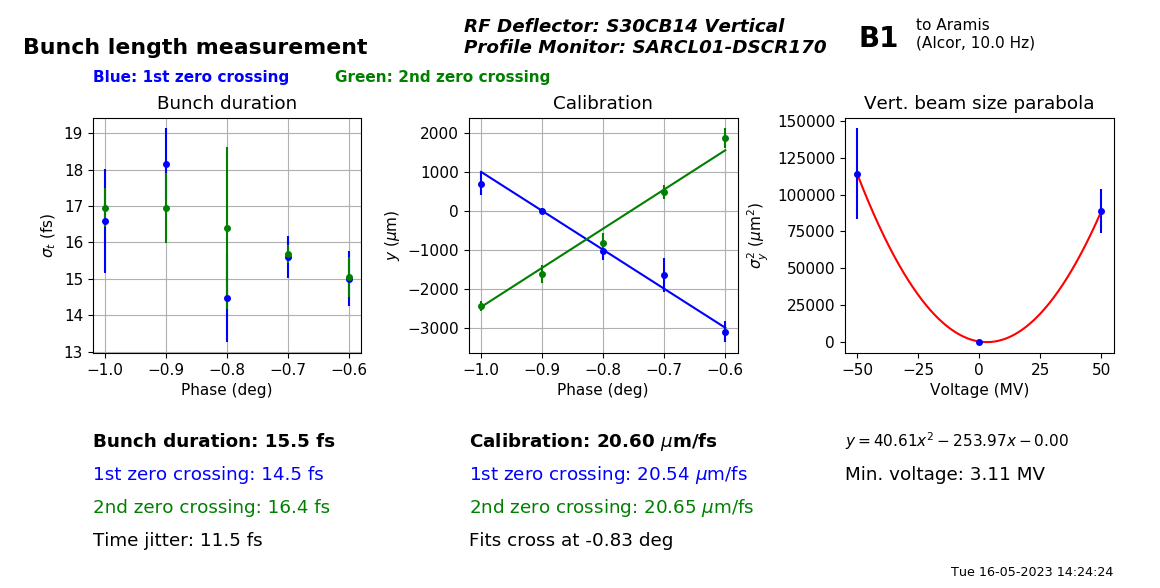 Bunch length measurement
RF Deflector: S30CB14 Vertical
Profile Monitor: SARCL01-DSCR170
B1
to Aramis
(Alcor, 10.0 Hz)
Blue: 1st zero crossing
Green: 2nd zero crossing
Bunch duration
19
18
17
16
15
14
13
σt (fs)
−1.0 −0.9 −0.8 −0.7 −0.6
Phase (deg)
Calibration
2000
1000
0
−1000
−2000
−3000
y (μm)
−1.0 −0.9 −0.8 −0.7 −0.6
Phase (deg)
Vert. beam size parabola
150000
125000
100000
75000
50000
25000
0
σy² (μm²)
−50 −25 0 25 50
Voltage (MV)
Bunch duration: 15.5 fs
1st zero crossing: 14.5 fs
2nd zero crossing: 16.4 fs
Time jitter: 11.5 fs
Calibration: 20.60 μm/fs
1st zero crossing: 20.54 μm/fs
2nd zero crossing: 20.65 μm/fs
Fits cross at -0.83 deg
y = 40.61x² − 253.97x − 0.00
Min. voltage: 3.11 MV
Tue 16-05-2023 14:24:24